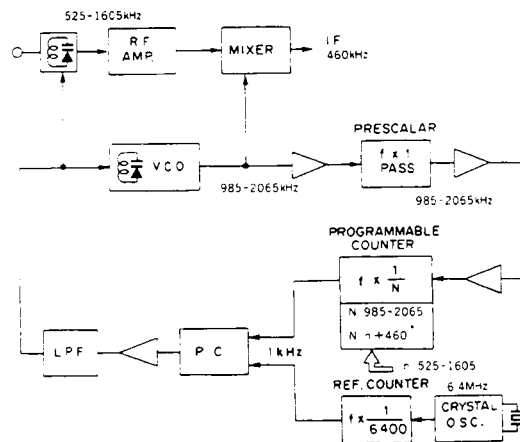 525-1605kHz
RF
AMP.
MIXER
I.F
460kHz
VCO
985-2065kHz
PRESCALAR
f × 1
PASS
985-2065kHz
PROGRAMMABLE
COUNTER
f × 1/N
N 985-2065
N n+460*
n 525-1605
LPF
PC
1kHz
REF. COUNTER
f × 1/6400
6.4MHz
CRYSTAL
OSC.